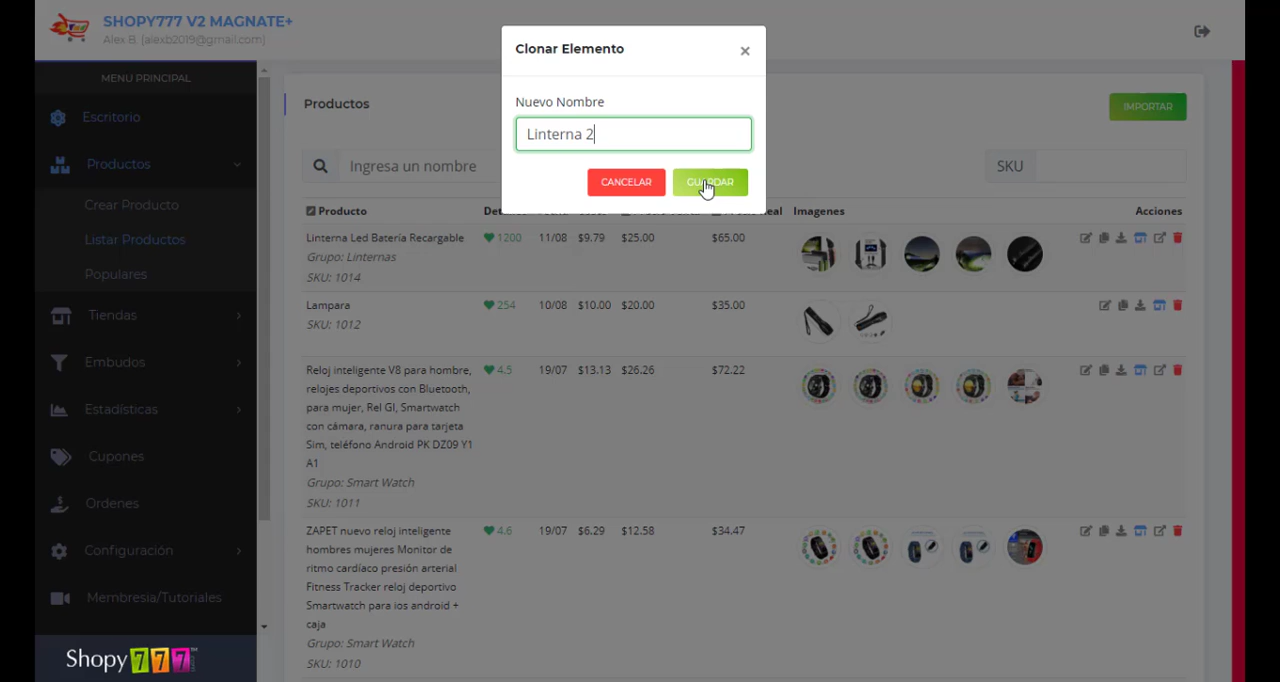 SHOPY777 V2 MAGNATE+
Alex B. [alexb2019@gmail.com]
MENU PRINCIPAL
Escritorio
Productos
Crear Producto
Listar Productos
Populares
Tiendas
Embudos
Estadísticas
Cupones
Ordenes
Configuración
Membresia/Tutoriales
Shopy777
Clonar Elemento
×
Nuevo Nombre
Linterna 2
CANCELAR
GUARDAR
Productos
IMPORTAR
Ingresa un nombre
SKU
Producto
Imagenes
Acciones
Linterna Led Batería Recargable
Grupo: Linternas
SKU: 1014
1200
11/08
$9.79
$25.00
$65.00
Lampara
SKU: 1012
254
10/08
$10.00
$20.00
$35.00
Reloj inteligente V8 para hombre,
relojes deportivos con Bluetooth,
para mujer, Rel GI, Smartwatch
con cámara, ranura para tarjeta
Sim, teléfono Android PK DZ09 Y1
A1
Grupo: Smart Watch
SKU: 1011
4.5
19/07
$13.13
$26.26
$72.22
ZAPET nuevo reloj inteligente
hombres mujeres Monitor de
ritmo cardíaco presión arterial
Fitness Tracker reloj deportivo
Smartwatch para ios android +
caja
Grupo: Smart Watch
SKU: 1010
4.6
19/07
$6.29
$12.58
$34.47